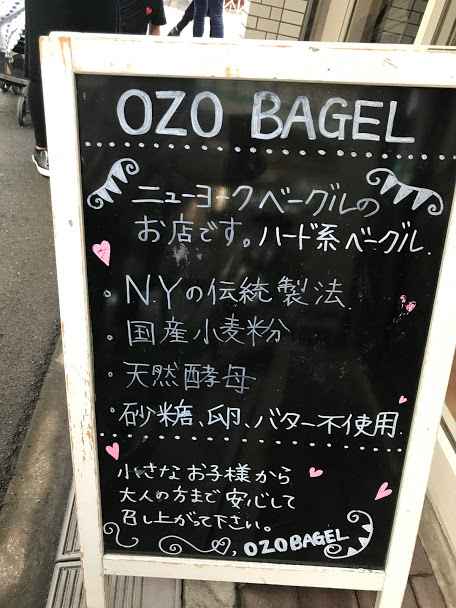 OZO BAGEL
ニューヨークベーグルの
お店です。ハード系ベーグル.
・N.Yの伝統製法
・国産小麦粉
・天然酵母
・砂糖、卵、バター不使用.
小さなお子様から
大人の方まで安心して
召し上がって下さい。
OZOBAGEL